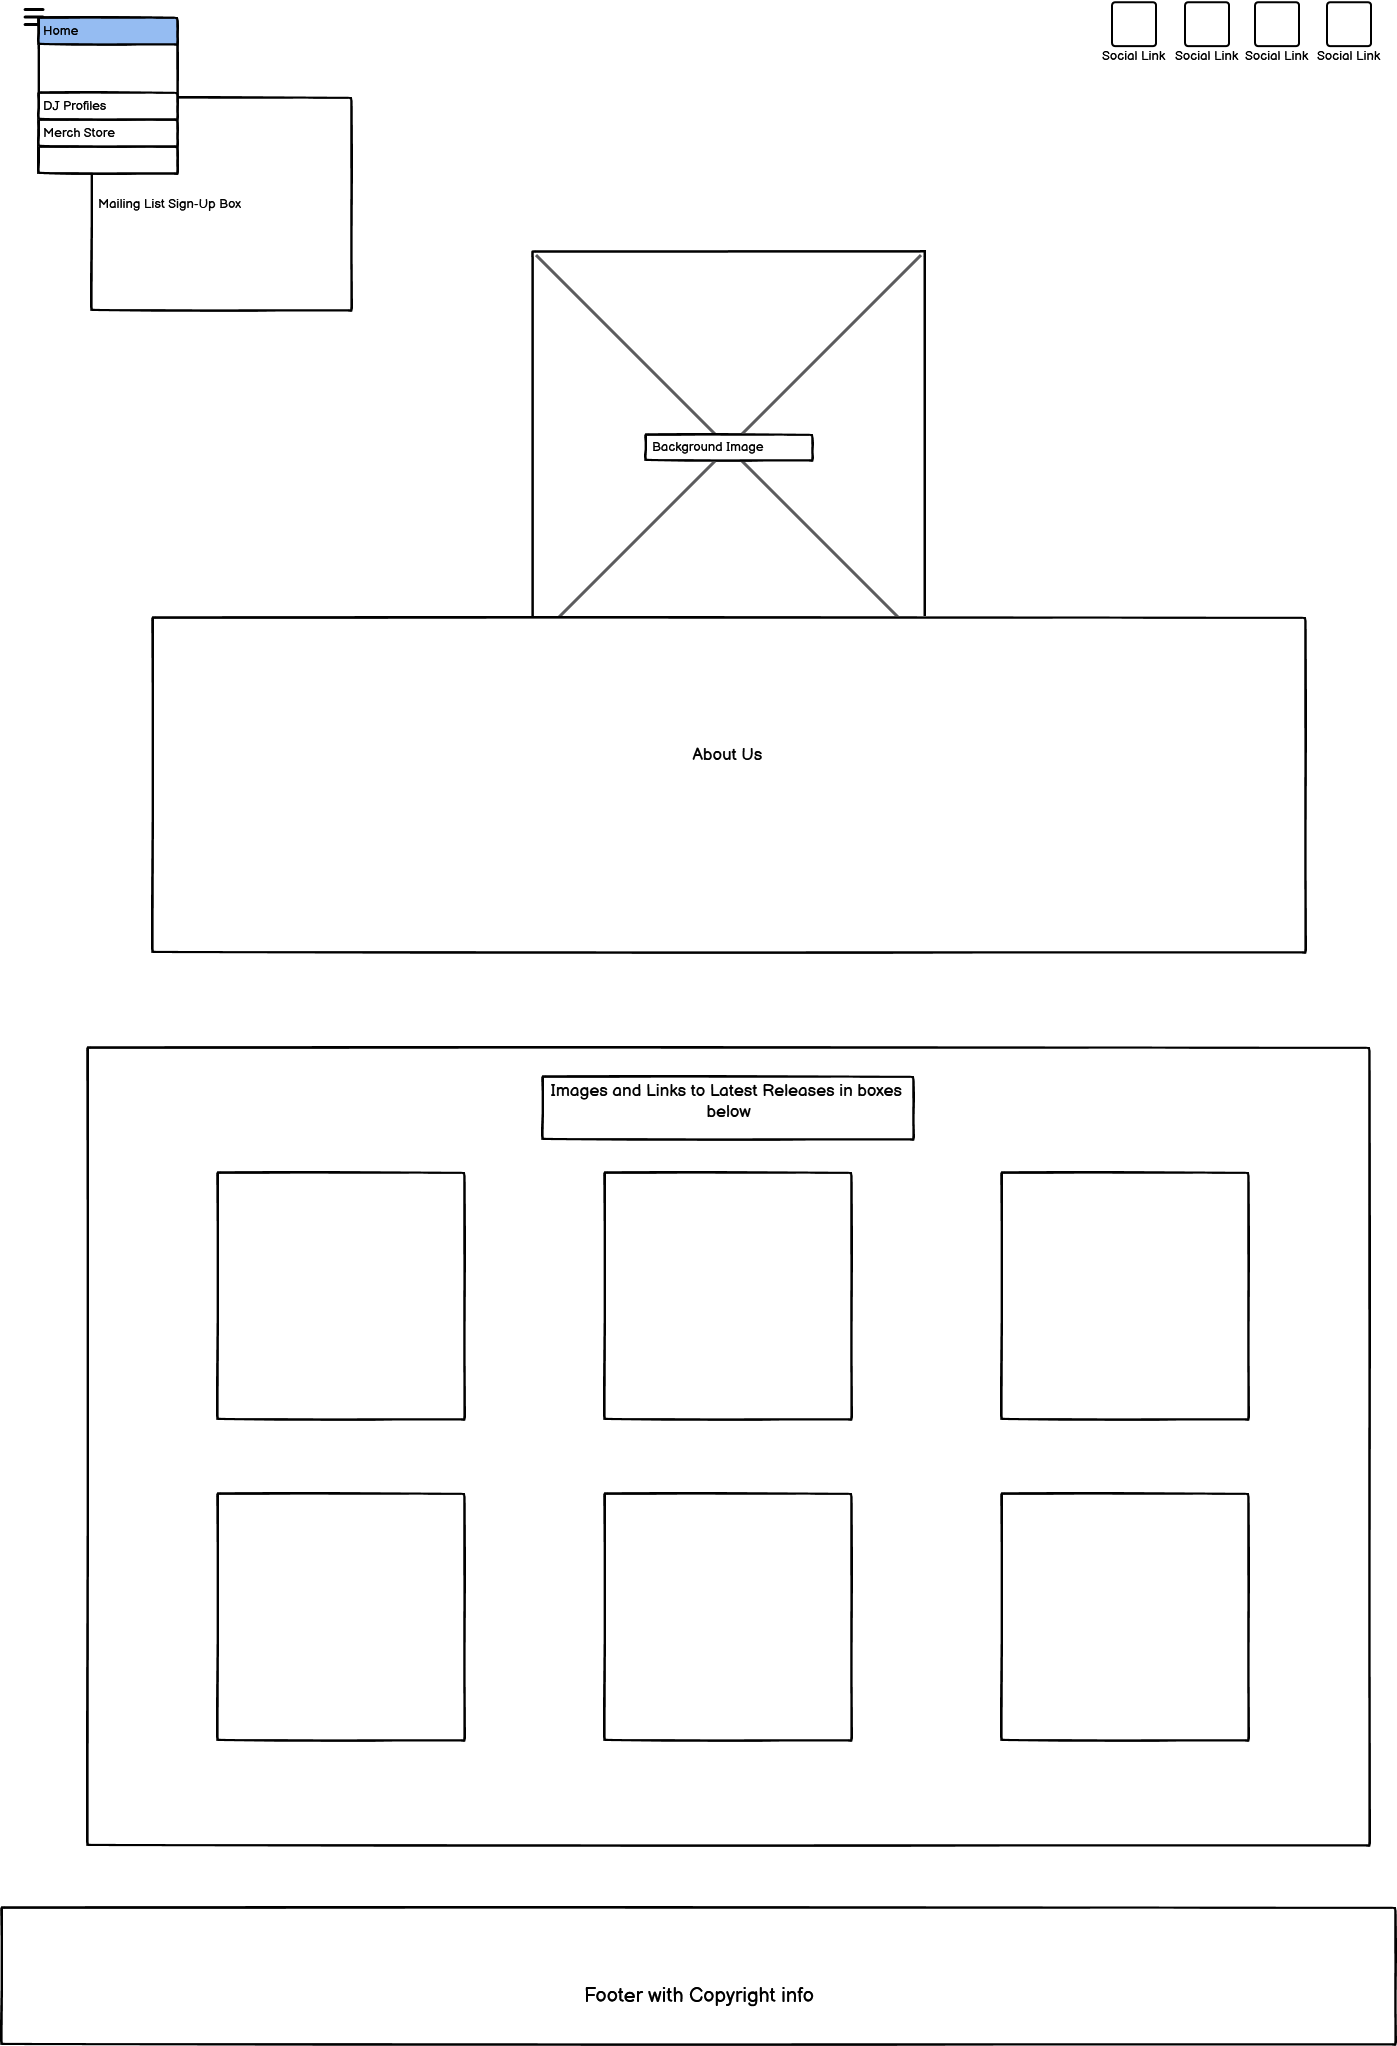 Home
DJ Profiles
Merch Store
Social Link
Social Link
Social Link
Social Link
Mailing List Sign-Up Box
Background Image
About Us
Images and Links to Latest Releases in boxes
below
Footer with Copyright info